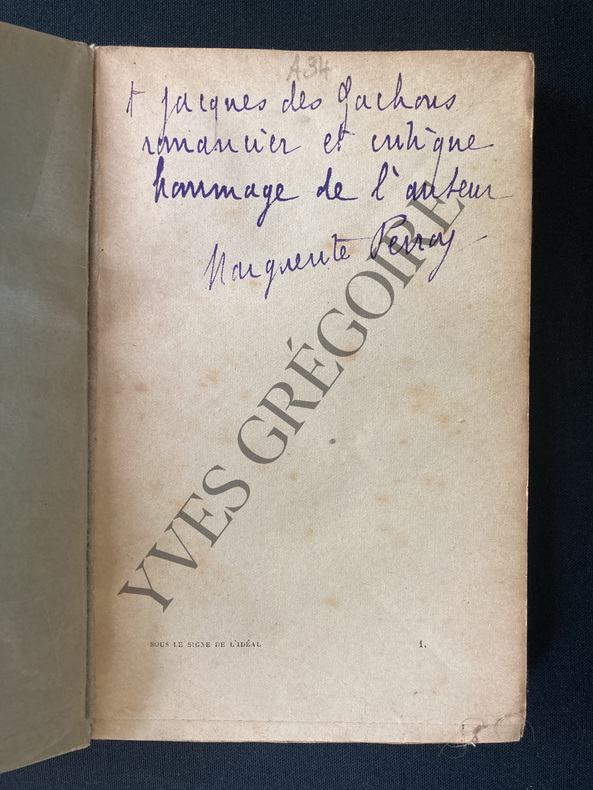 A34
A Jacques des Gachons
romancier et critique
hommage de l'auteur
Marguerite Perroy
YVES GRÉGOIRE
SOUS LE SIGNE DE L'IDÉAL 1.